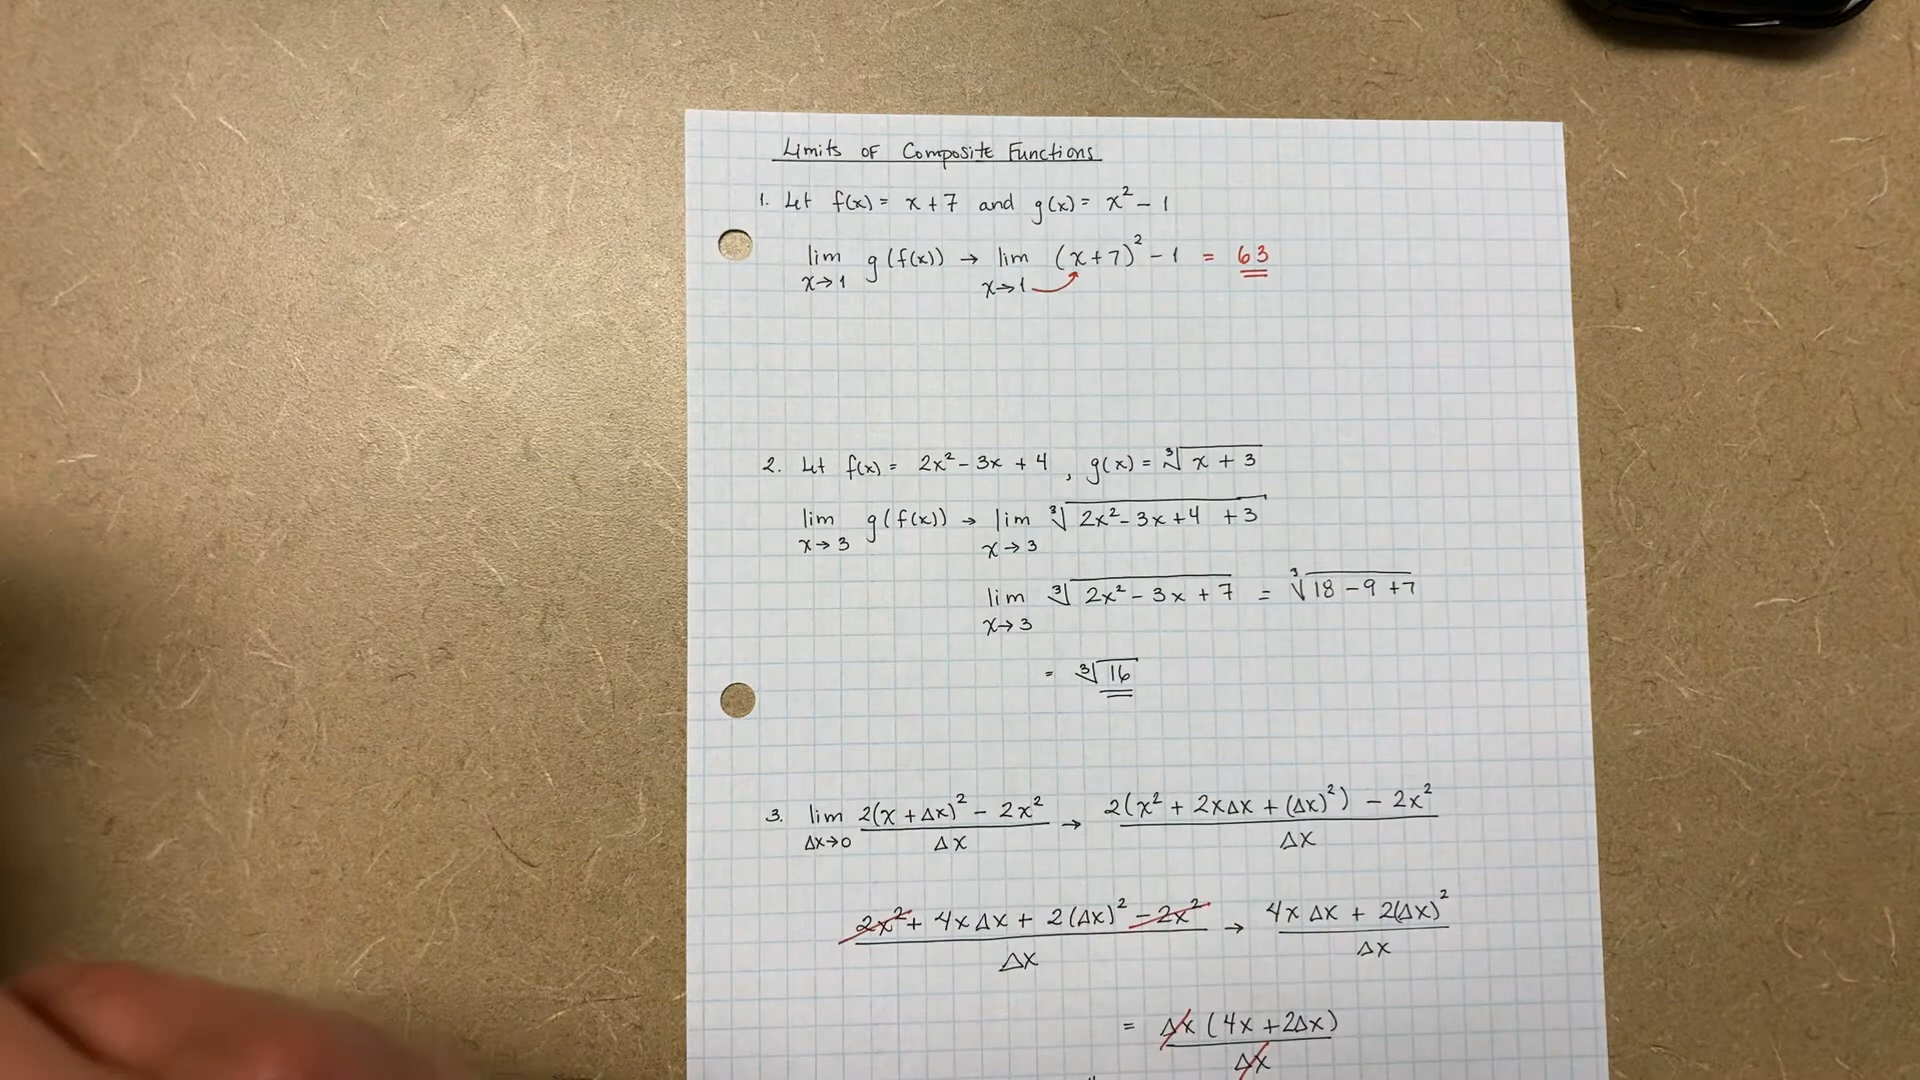 Limits of Composite Functions
1. Let f(x) = x + 7 and g(x) = x² - 1
lim x→1 g(f(x)) → lim x→1 (x+7)² - 1 = 63
2. Let f(x) = 2x² - 3x + 4, g(x) = ∛(x + 3)
lim x→3 g(f(x)) → lim x→3 ∛(2x² - 3x + 4 + 3)
lim x→3 ∛(2x² - 3x + 7) = ∛(18 - 9 + 7)
= ∛16
3. lim Δx→0 (2(x + Δx)² - 2x²)/Δx → (2(x² + 2xΔx + (Δx)²) - 2x²)/Δx
(2x² + 4xΔx + 2(Δx)² - 2x²)/Δx → (4xΔx + 2(Δx)²)/Δx
= Δx(4x + 2Δx)/Δx